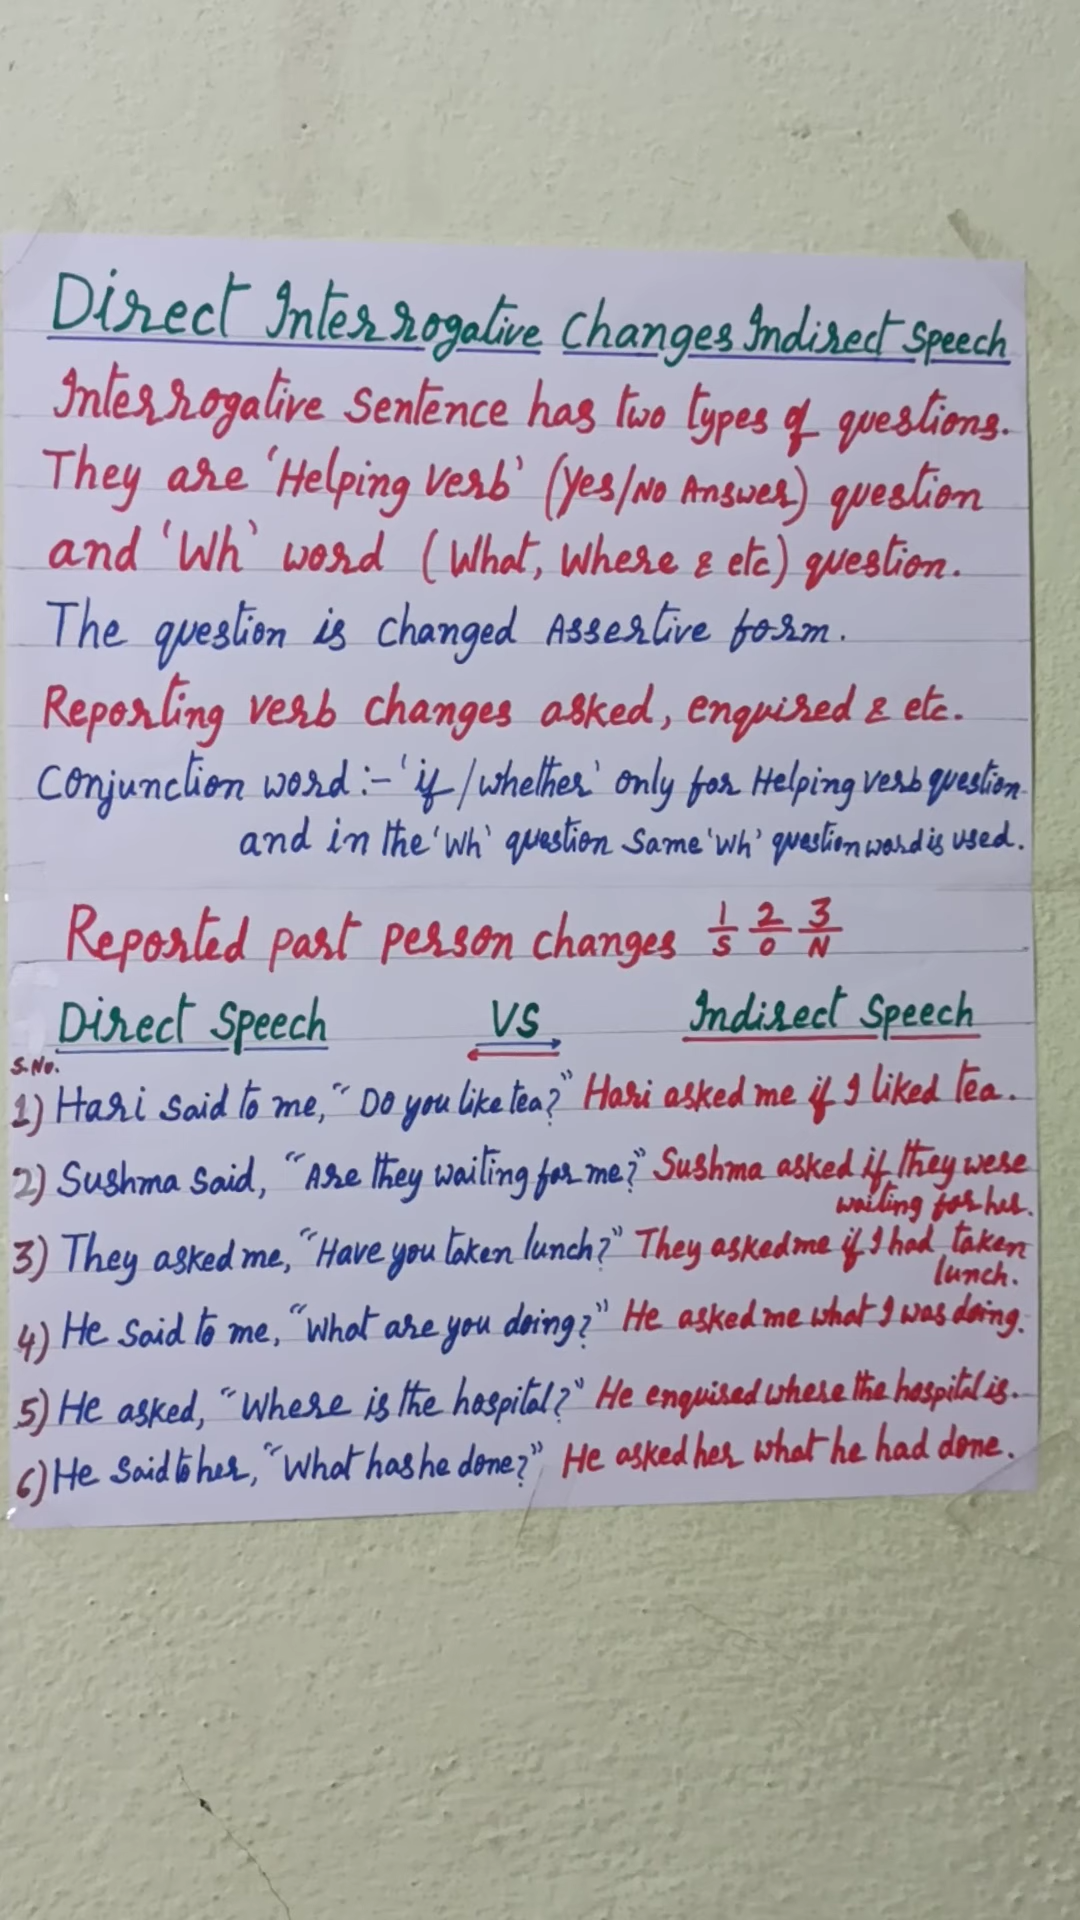 Direct Interrogative Changes Indirect Speech
Interrogative Sentence has two types of questions.
They are 'Helping Verb' (Yes/No Answer) question
and 'Wh' word (What, Where & etc) question.
The question is changed Assertive form.
Reporting verb changes asked, enquired & etc.
Conjunction word :- 'if/whether' only for Helping verb question
and in the 'Wh' question Same 'Wh' question word is used.
Reported part person changes 1/S 2/O 3/N
Direct Speech VS Indirect Speech
S.No.
1) Hari said to me, "Do you like tea?" Hari asked me if I liked tea.
2) Sushma said, "Are they waiting for me?" Sushma asked if they were
waiting for her.
3) They asked me, "Have you taken lunch?" They asked me if I had taken
lunch.
4) He said to me, "What are you doing?" He asked me what I was doing.
5) He asked, "Where is the hospital?" He enquired where the hospital is.
6) He said to her, "What has he done?" He asked her what he had done.